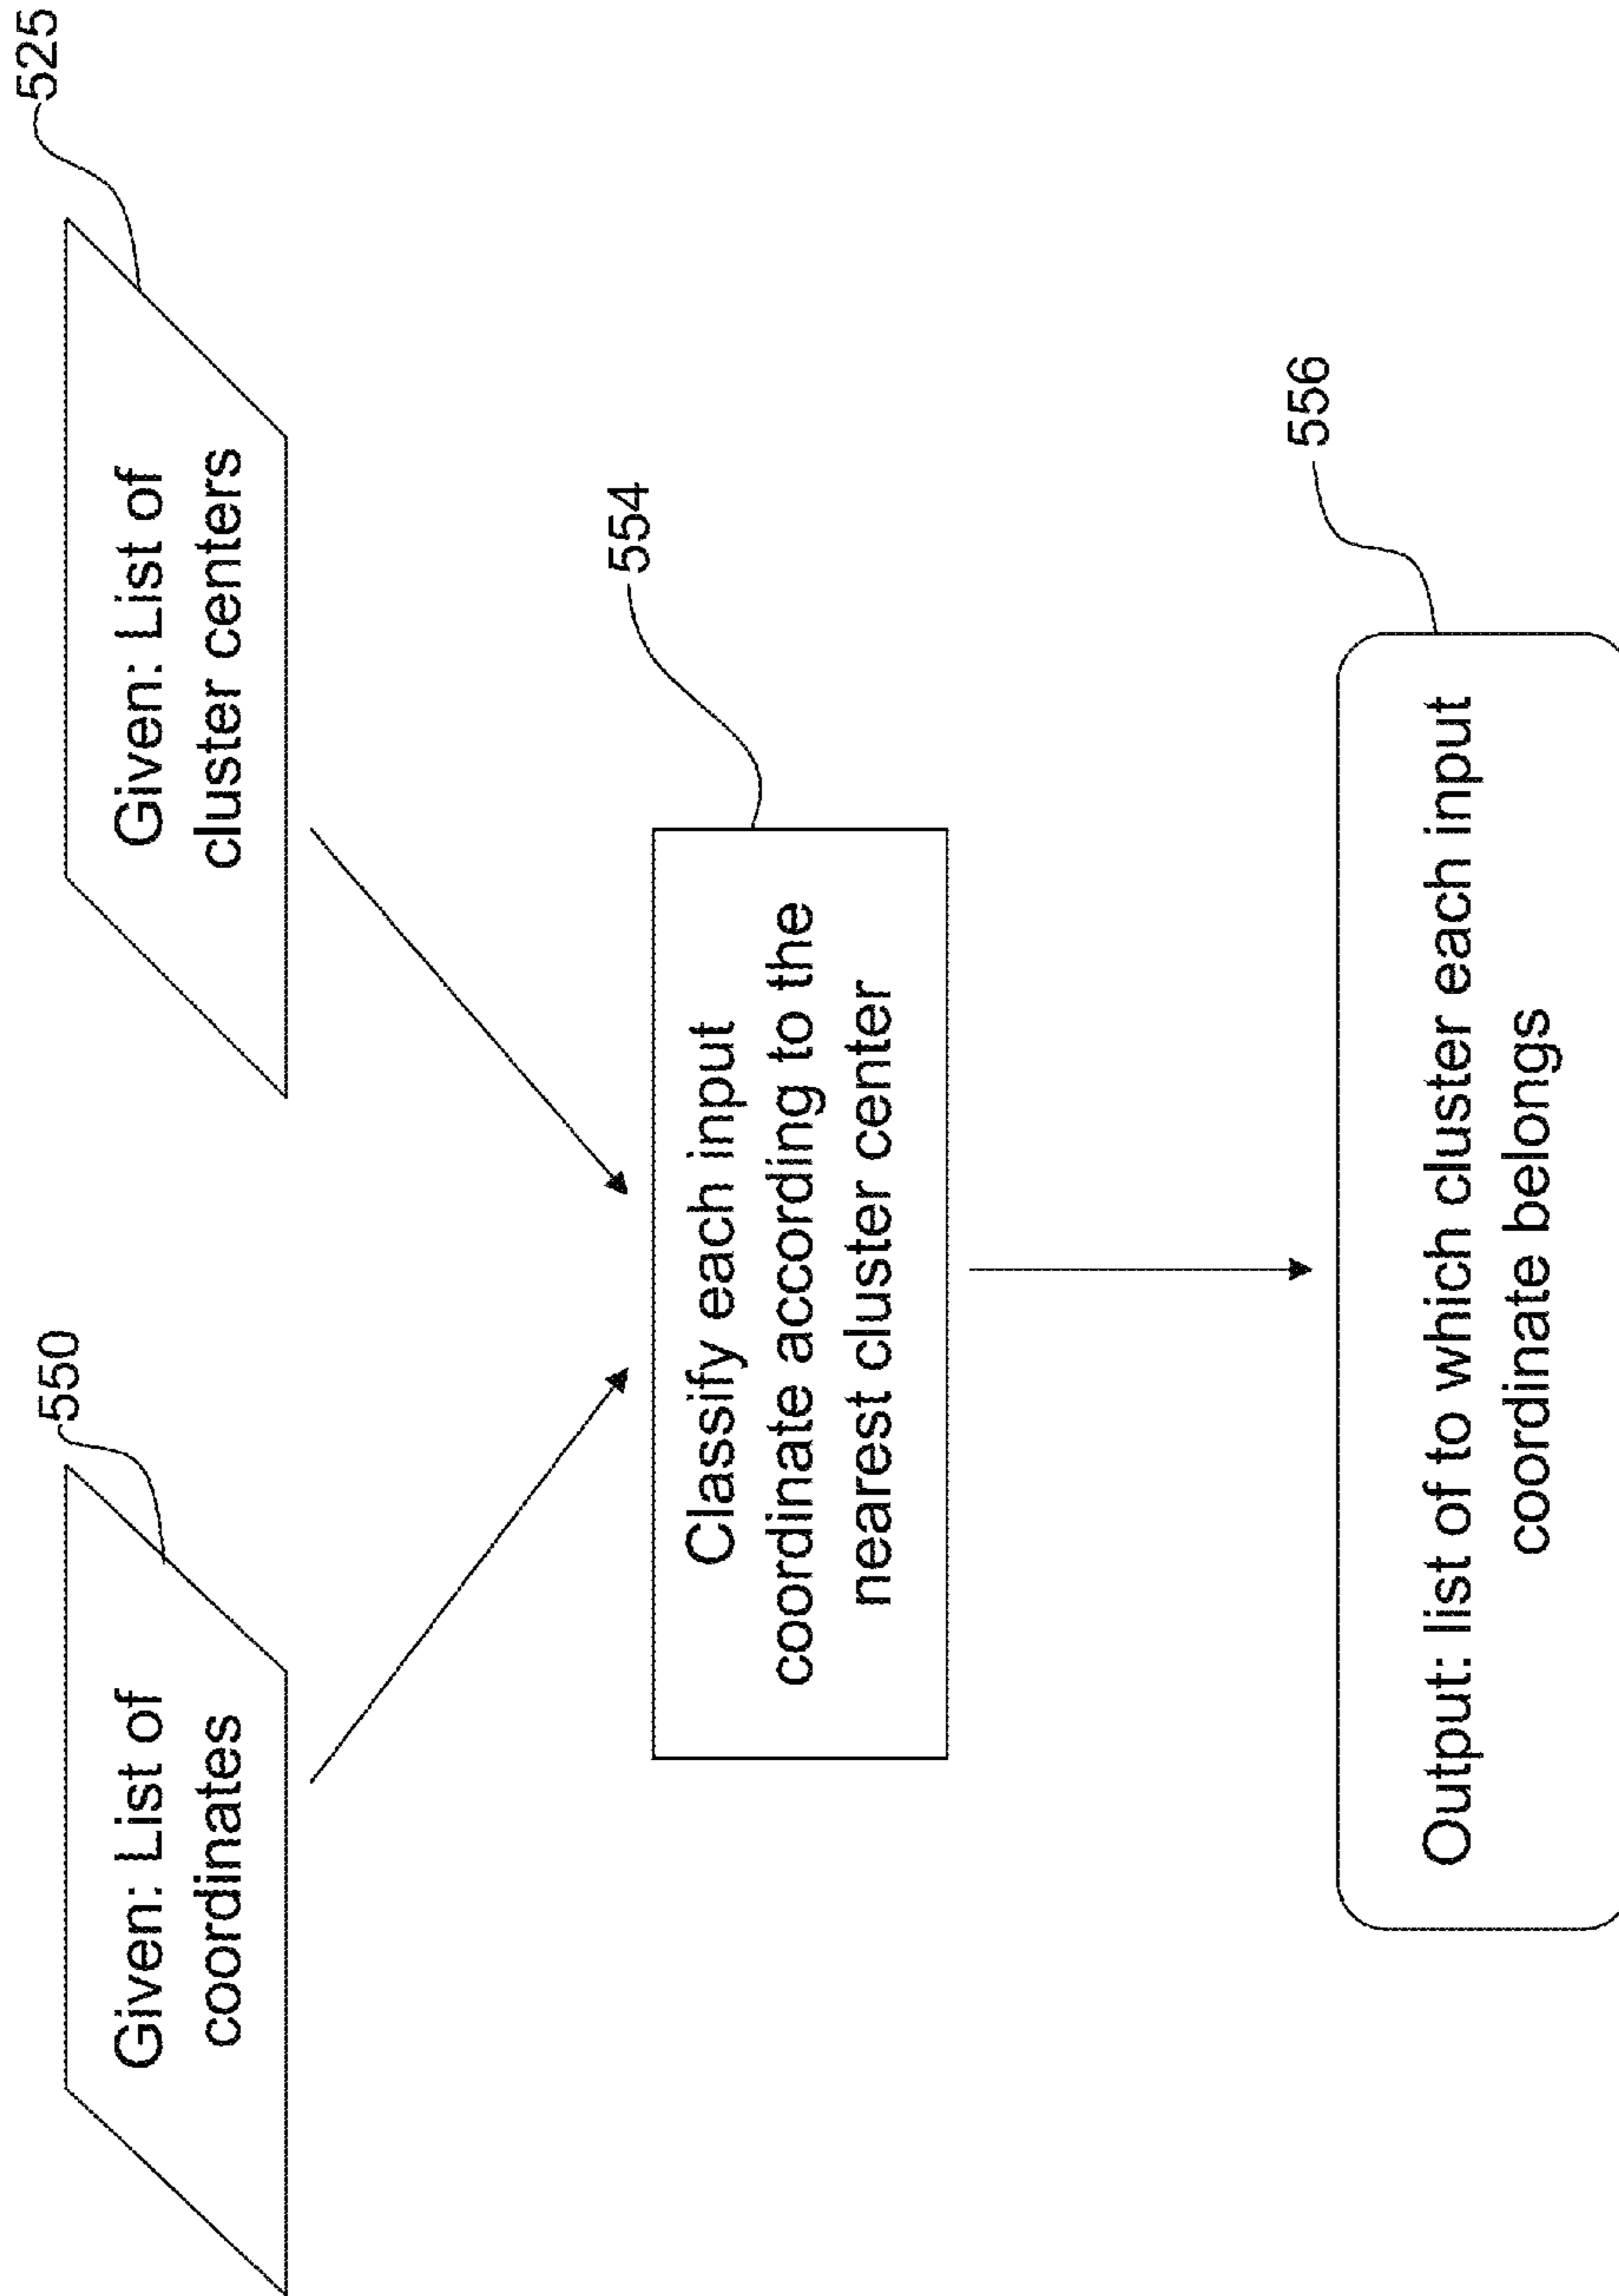 550
Given: List of
coordinates
525
Given: List of
cluster centers
554
Classify each input
coordinate according to the
nearest cluster center
556
Output: list of to which cluster each input
coordinate belongs